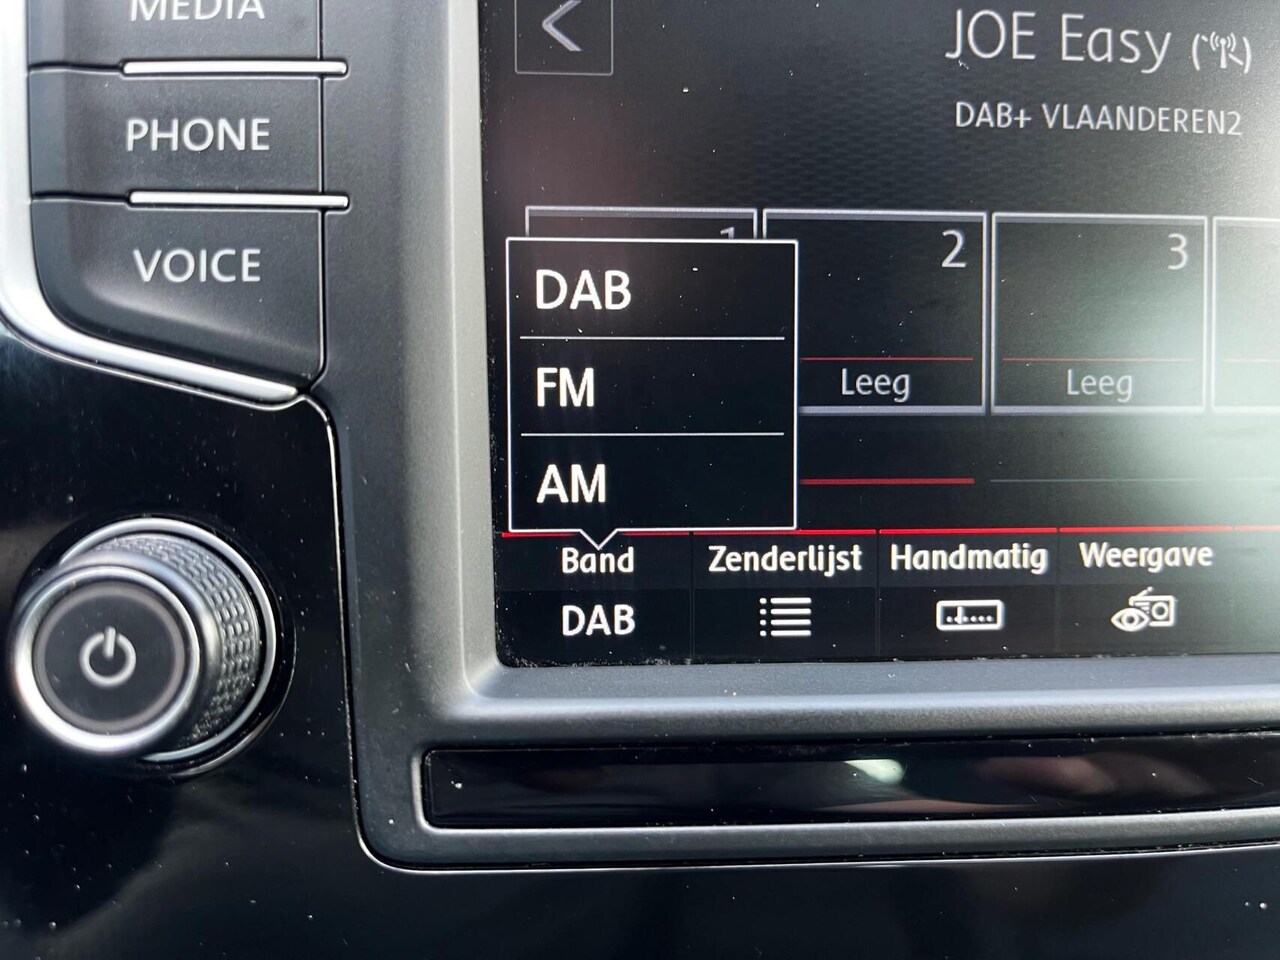 MEDIA
PHONE
VOICE
JOE Easy
DAB+ VLAANDEREN2
1
2
3
Leeg
Leeg
DAB
FM
AM
Band
Zenderlijst
Handmatig
Weergave
DAB